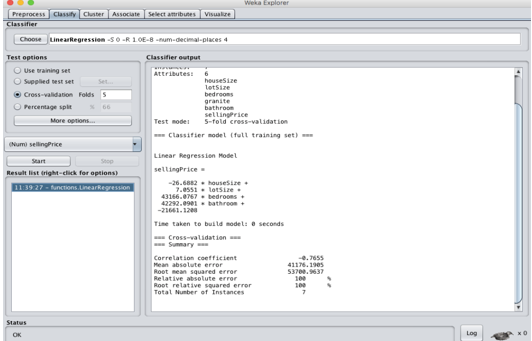 Weka Explorer
Preprocess Classify Cluster Associate Select attributes Visualize
Classifier
Choose LinearRegression -S 0 -R 1.0E-8 -num-decimal-places 4
Test options
Use training set
Supplied test set Set...
Cross-validation Folds 5
Percentage split % 66
More options...
(Num) sellingPrice
Start Stop
Result list (right-click for options)
11:39:27 - functions.LinearRegression
Classifier output
Instances: 7
Attributes: 6
houseSize
lotSize
bedrooms
granite
bathroom
sellingPrice
Test mode: 5-fold cross-validation
=== Classifier model (full training set) ===
Linear Regression Model
sellingPrice =
-26.6882 * houseSize +
7.0551 * lotSize +
43166.0767 * bedrooms +
42292.0901 * bathroom +
-21661.1208
Time taken to build model: 0 seconds
=== Cross-validation ===
=== Summary ===
Correlation coefficient -0.7655
Mean absolute error 41176.1905
Root mean squared error 53700.9637
Relative absolute error 100 %
Root relative squared error 100 %
Total Number of Instances 7
Status
OK
Log x 0